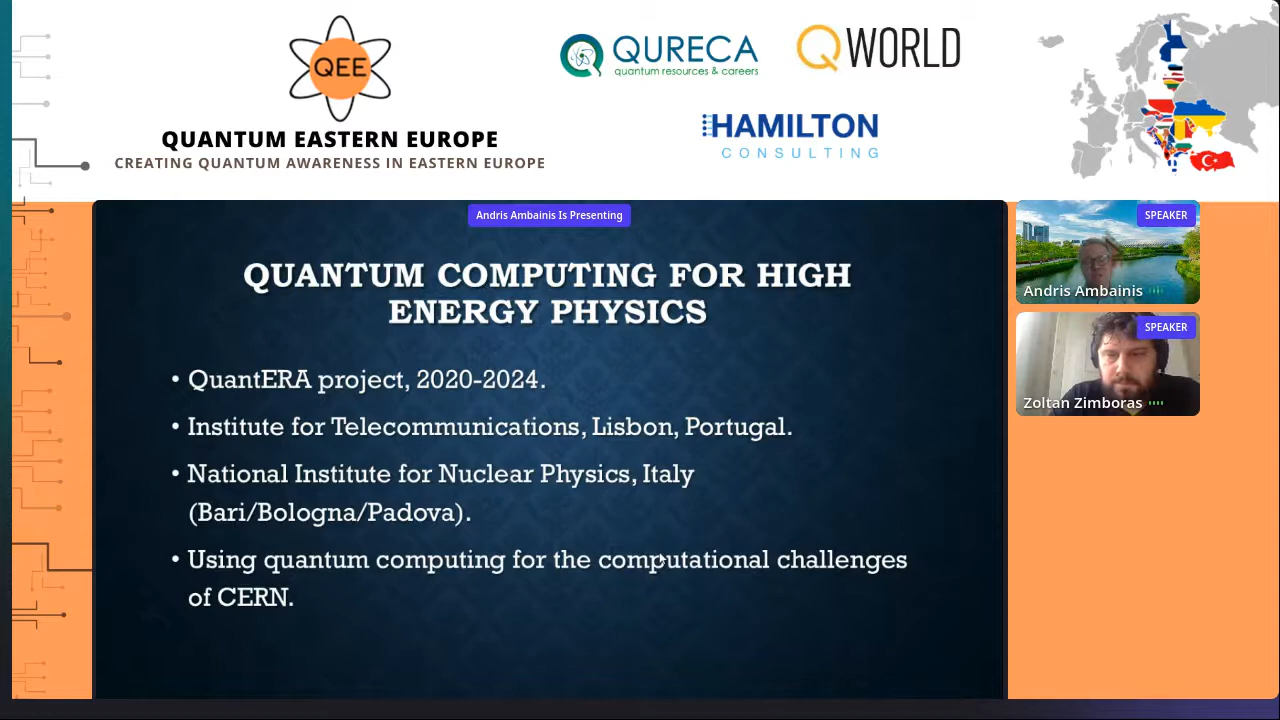 QEE
QUANTUM EASTERN EUROPE
CREATING QUANTUM AWARENESS IN EASTERN EUROPE
QURECA
quantum resources & careers
QWORLD
HAMILTON
CONSULTING
Andris Ambainis Is Presenting
QUANTUM COMPUTING FOR HIGH
ENERGY PHYSICS
• QuantERA project, 2020-2024.
• Institute for Telecommunications, Lisbon, Portugal.
• National Institute for Nuclear Physics, Italy
(Bari/Bologna/Padova).
• Using quantum computing for the computational challenges
of CERN.
SPEAKER
Andris Ambainis
SPEAKER
Zoltan Zimboras